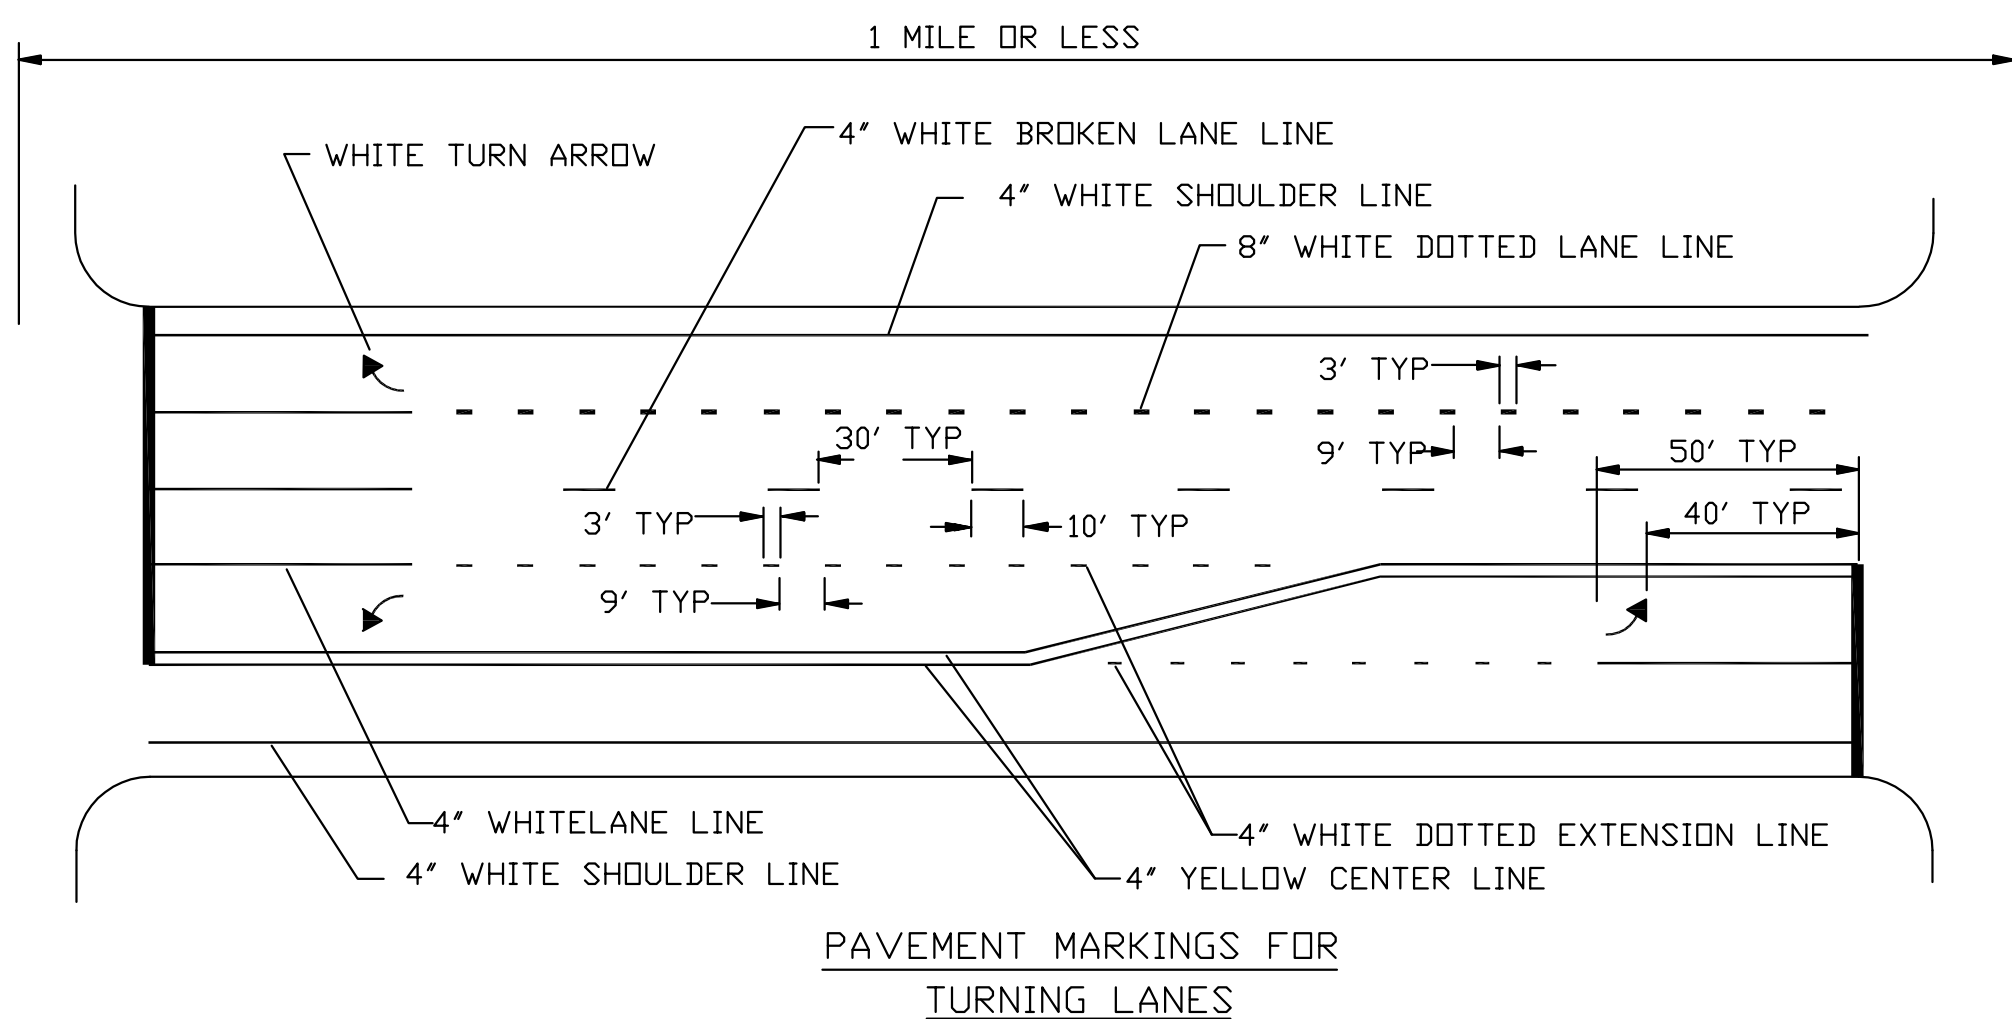 1 MILE OR LESS
4″ WHITE BROKEN LANE LINE
WHITE TURN ARROW
4″ WHITE SHOULDER LINE
8″ WHITE DOTTED LANE LINE
3′ TYP
30′ TYP
9′ TYP
50′ TYP
3′ TYP
10′ TYP
40′ TYP
9′ TYP
4″ WHITELANE LINE
4″ WHITE DOTTED EXTENSION LINE
4″ WHITE SHOULDER LINE
4″ YELLOW CENTER LINE
PAVEMENT MARKINGS FOR
TURNING LANES